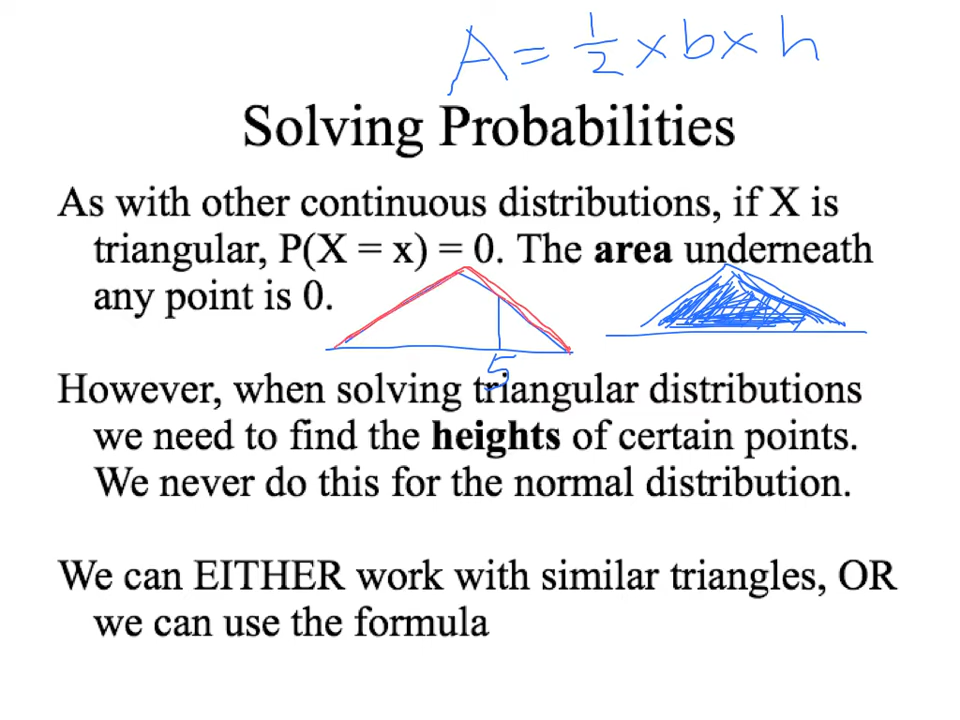 A = 1/2 x b x h
Solving Probabilities
As with other continuous distributions, if X is
triangular, P(X = x) = 0. The area underneath
any point is 0.
5
However, when solving triangular distributions
we need to find the heights of certain points.
We never do this for the normal distribution.
We can EITHER work with similar triangles, OR
we can use the formula